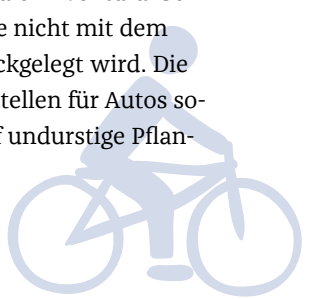 e nicht mit dem
ckgelegt wird. Die
tellen für Autos so-
f undurstige Pflan-